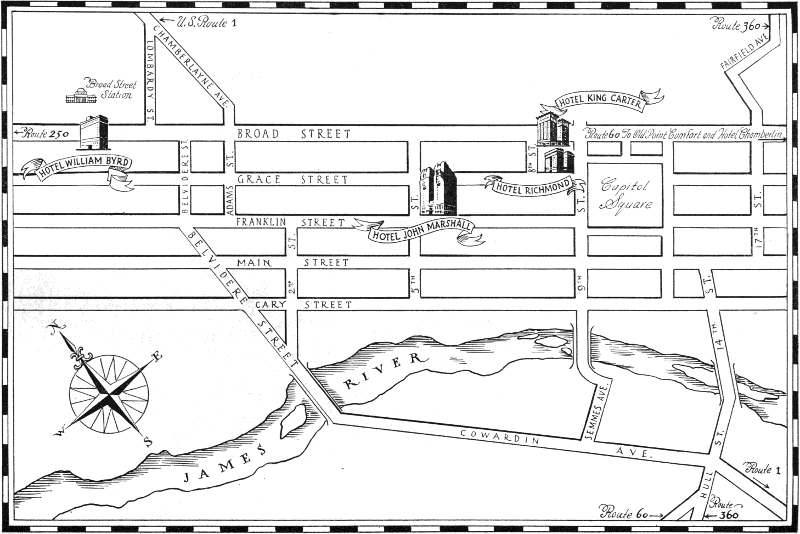 U.S. Route 1
Route 360
CHAMBERLAYNE AVE.
LOMBARDY ST
FAIRFIELD AVE.
Broad Street
Station
HOTEL KING CARTER
Route 250
BROAD STREET
Route 60 To Old Point Comfort and Hotel Chamberlin
HOTEL WILLIAM BYRD
BELVIDERE ST
ADAMS ST.
8TH ST.
GRACE STREET
HOTEL RICHMOND
Capitol
Square
5TH ST.
9TH ST.
17TH ST.
FRANKLIN STREET
HOTEL JOHN MARSHALL
BELVIDERE STREET
2ND ST.
MAIN STREET
CARY STREET
14TH ST.
N
E
W
S
JAMES RIVER
SEMMES AVE.
COWARDIN AVE.
HULL ST.
Route 1
Route 60
Route
360